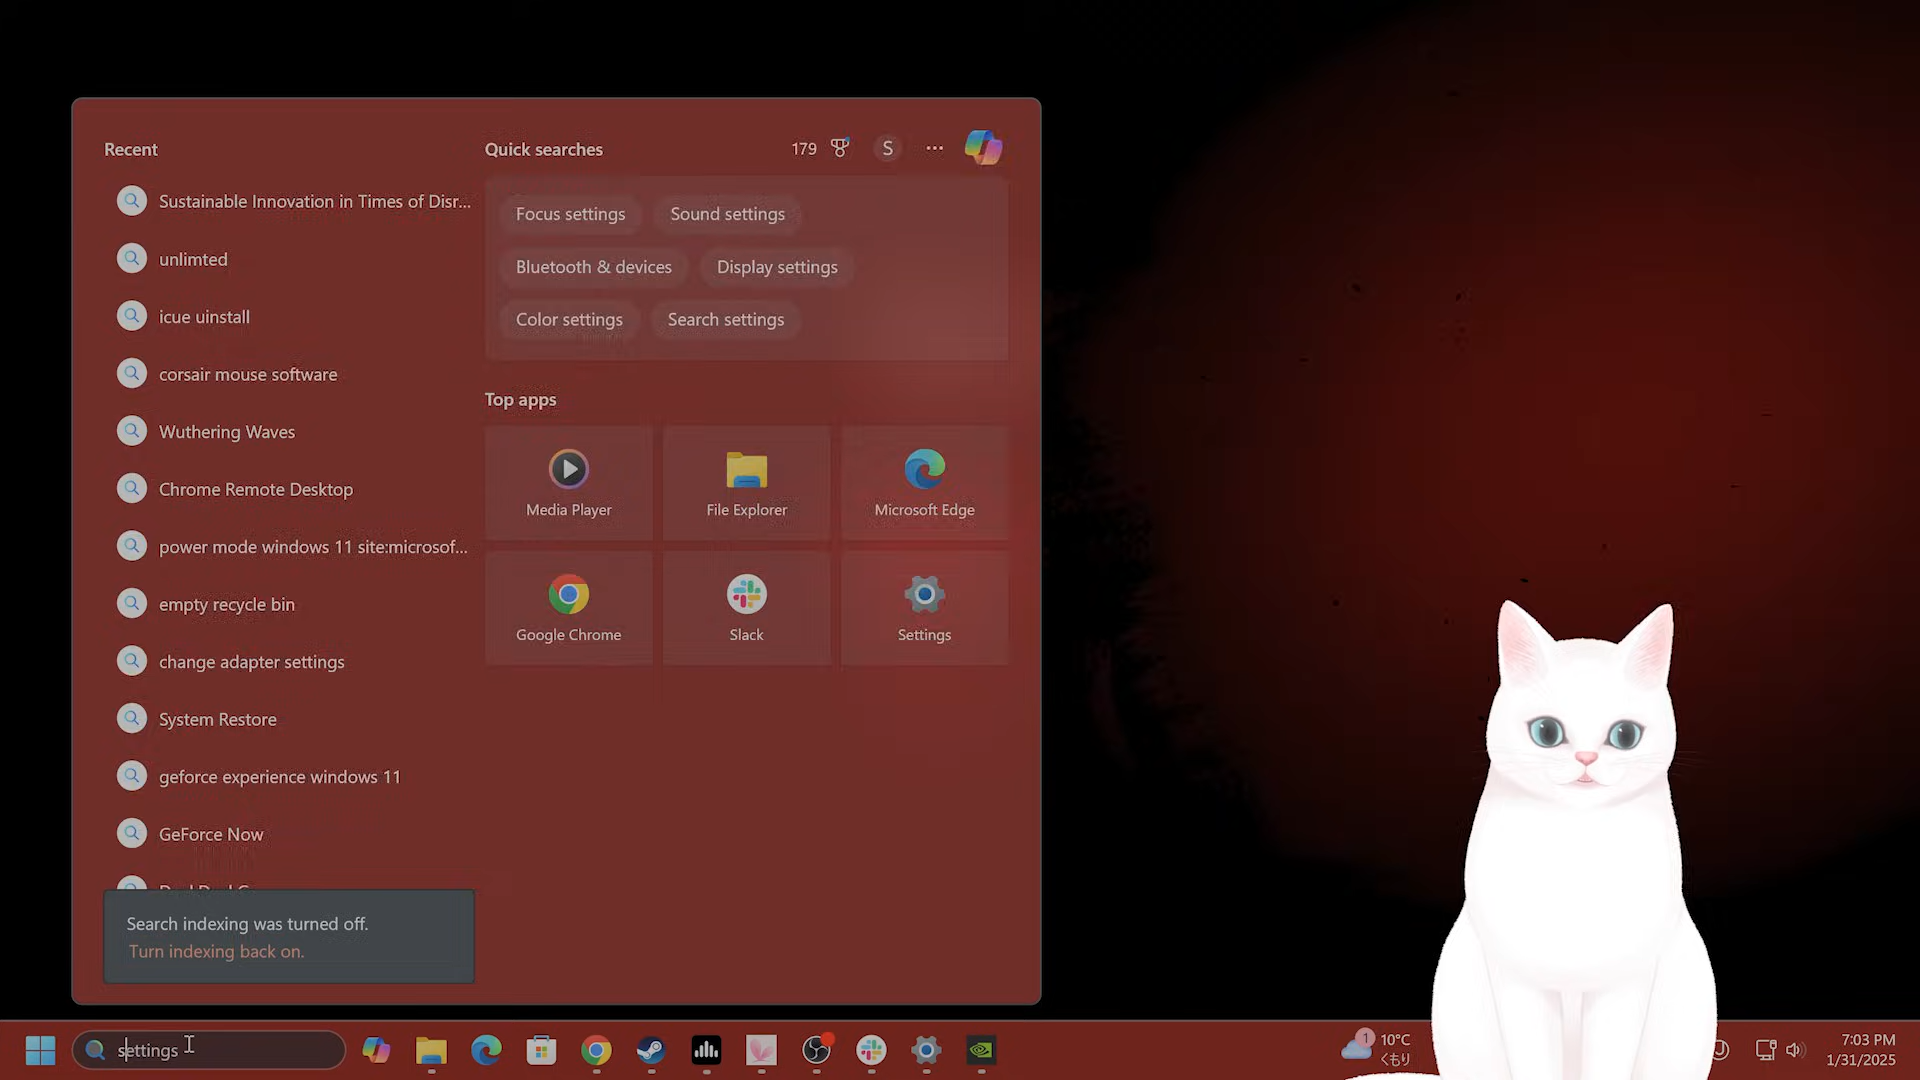 Recent
Sustainable Innovation in Times of Disr...
unlimted
icue uinstall
corsair mouse software
Wuthering Waves
Chrome Remote Desktop
power mode windows 11 site:microsof...
empty recycle bin
change adapter settings
System Restore
geforce experience windows 11
GeForce Now
Search indexing was turned off.
Turn indexing back on.
Quick searches
179
S
Focus settings
Sound settings
Bluetooth & devices
Display settings
Color settings
Search settings
Top apps
Media Player
File Explorer
Microsoft Edge
Google Chrome
Slack
Settings
settings
1
10°C
くもり
7:03 PM
1/31/2025